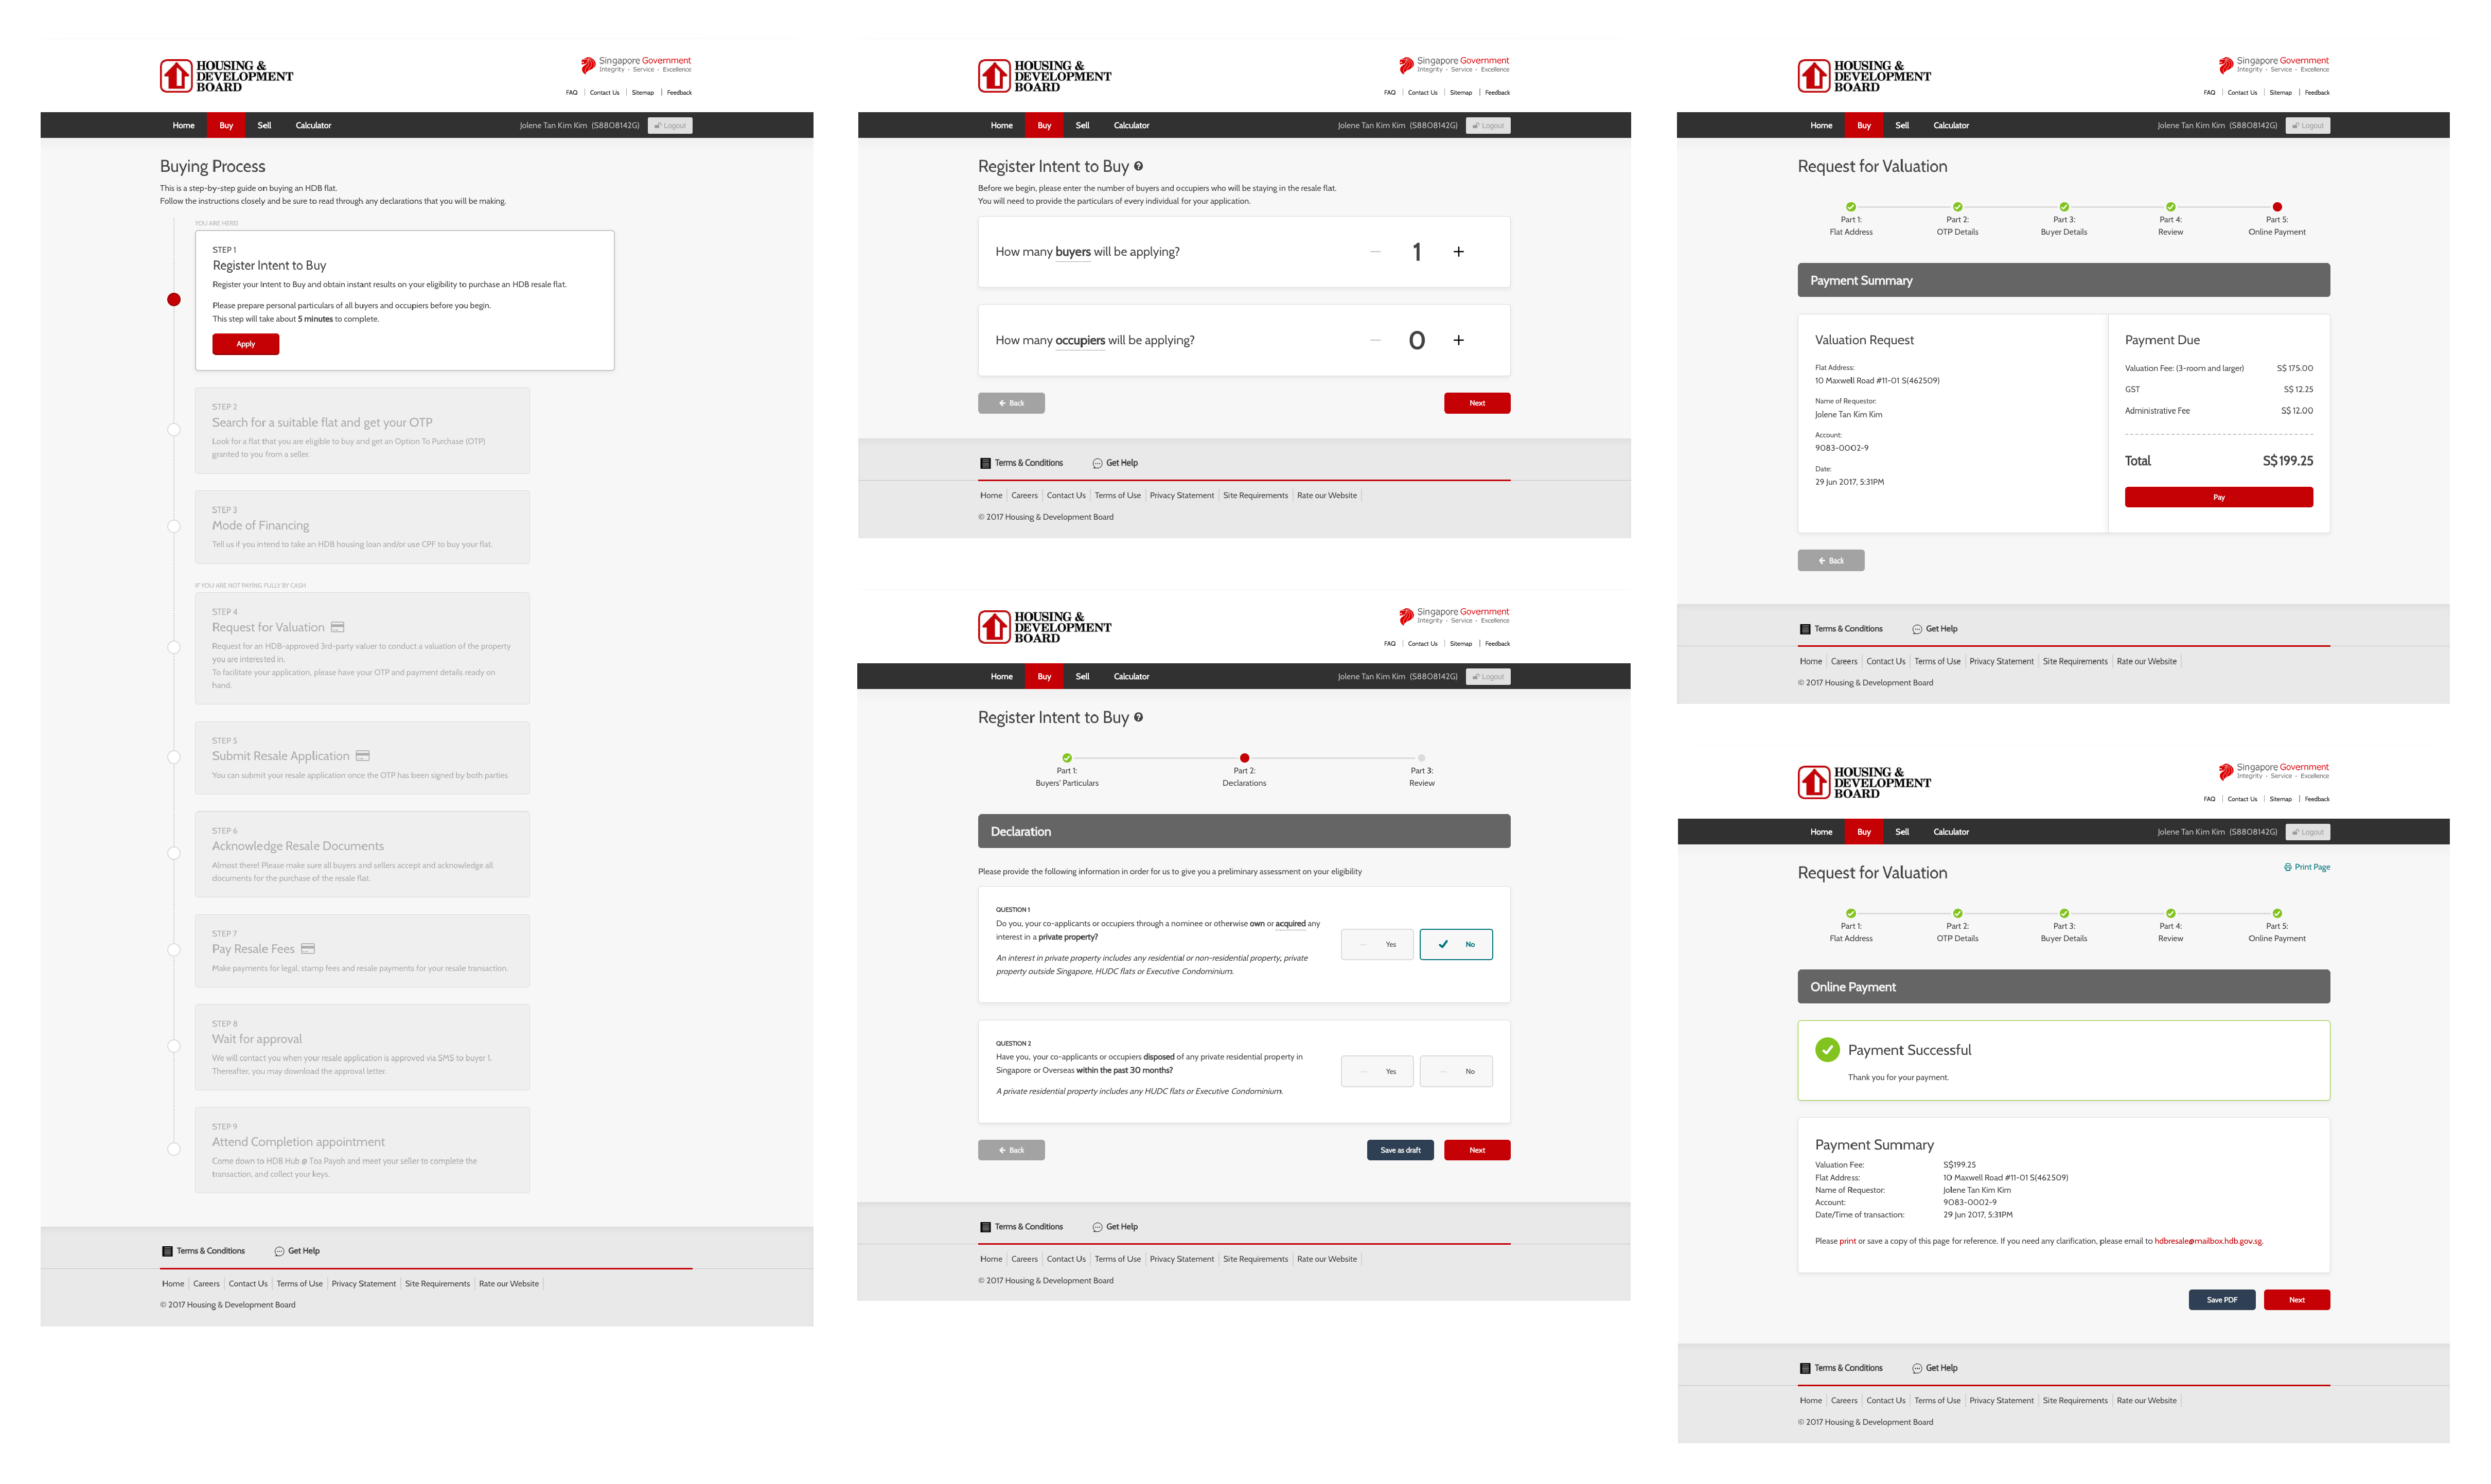 HOUSING &
DEVELOPMENT
BOARD
Singapore Government
Integrity · Service · Excellence
FAQ | Contact Us | Sitemap | Feedback
Home Buy Sell Calculator Jolene Tan Kim Kim (S8808142G) Logout
Buying Process
This is a step-by-step guide on buying an HDB flat.
Follow the instructions closely and be sure to read through any declarations that you will be making.
YOU ARE HERE!
STEP 1
Register Intent to Buy
Register your Intent to Buy and obtain instant results on your eligibility to purchase an HDB resale flat.
Please prepare personal particulars of all buyers and occupiers before you begin.
This step will take about 5 minutes to complete.
Apply
STEP 2
Search for a suitable flat and get your OTP
Look for a flat that you are eligible to buy and get an Option To Purchase (OTP)
granted to you from a seller.
STEP 3
Mode of Financing
Tell us if you intend to take an HDB housing loan and/or use CPF to buy your flat.
IF YOU ARE NOT PAYING FULLY BY CASH
STEP 4
Request for Valuation
Request for an HDB-approved 3rd-party valuer to conduct a valuation of the property
you are interested in.
To facilitate your application, please have your OTP and payment details ready on
hand.
STEP 5
Submit Resale Application
You can submit your resale application once the OTP has been signed by both parties
STEP 6
Acknowledge Resale Documents
Almost there! Please make sure all buyers and sellers accept and acknowledge all
documents for the purchase of the resale flat.
STEP 7
Pay Resale Fees
Make payments for legal, stamp fees and resale payments for your resale transaction.
STEP 8
Wait for approval
We will contact you when your resale application is approved via SMS to buyer 1.
Thereafter, you may download the approval letter.
STEP 9
Attend Completion appointment
Come down to HDB Hub @ Toa Payoh and meet your seller to complete the
transaction, and collect your keys.
Terms & Conditions Get Help
Home | Careers | Contact Us | Terms of Use | Privacy Statement | Site Requirements | Rate our Website
© 2017 Housing & Development Board
HOUSING &
DEVELOPMENT
BOARD
Singapore Government
Integrity · Service · Excellence
FAQ | Contact Us | Sitemap | Feedback
Home Buy Sell Calculator Jolene Tan Kim Kim (S8808142G) Logout
Register Intent to Buy ?
Before we begin, please enter the number of buyers and occupiers who will be staying in the resale flat.
You will need to provide the particulars of every individual for your application.
How many buyers will be applying? — 1 +
How many occupiers will be applying? — 0 +
← Back Next
Terms & Conditions Get Help
Home | Careers | Contact Us | Terms of Use | Privacy Statement | Site Requirements | Rate our Website
© 2017 Housing & Development Board
HOUSING &
DEVELOPMENT
BOARD
Singapore Government
Integrity · Service · Excellence
FAQ | Contact Us | Sitemap | Feedback
Home Buy Sell Calculator Jolene Tan Kim Kim (S8808142G) Logout
Register Intent to Buy ?
Part 1: Part 2: Part 3:
Buyers' Particulars Declarations Review
Declaration
Please provide the following information in order for us to give you a preliminary assessment on your eligibility
QUESTION 1
Do you, your co-applicants or occupiers through a nominee or otherwise own or acquired any
interest in a private property?
Yes No
An interest in private property includes any residential or non-residential property, private
property outside Singapore, HUDC flats or Executive Condominium.
QUESTION 2
Have you, your co-applicants or occupiers disposed of any private residential property in
Singapore or Overseas within the past 30 months?
Yes No
A private residential property includes any HUDC flats or Executive Condominium.
← Back Save as draft Next
Terms & Conditions Get Help
Home | Careers | Contact Us | Terms of Use | Privacy Statement | Site Requirements | Rate our Website
© 2017 Housing & Development Board
HOUSING &
DEVELOPMENT
BOARD
Singapore Government
Integrity · Service · Excellence
FAQ | Contact Us | Sitemap | Feedback
Home Buy Sell Calculator Jolene Tan Kim Kim (S8808142G) Logout
Request for Valuation
Part 1: Part 2: Part 3: Part 4: Part 5:
Flat Address OTP Details Buyer Details Review Online Payment
Payment Summary
Valuation Request
Flat Address:
10 Maxwell Road #11-01 S(462509)
Name of Requestor:
Jolene Tan Kim Kim
Account:
9083-0002-9
Date:
29 Jun 2017, 5:31PM
Payment Due
Valuation Fee: (3-room and larger) S$ 175.00
GST S$ 12.25
Administrative Fee S$ 12.00
Total S$199.25
Pay
← Back
Terms & Conditions Get Help
Home | Careers | Contact Us | Terms of Use | Privacy Statement | Site Requirements | Rate our Website
© 2017 Housing & Development Board
HOUSING &
DEVELOPMENT
BOARD
Singapore Government
Integrity · Service · Excellence
FAQ | Contact Us | Sitemap | Feedback
Home Buy Sell Calculator Jolene Tan Kim Kim (S8808142G) Logout
Print Page
Request for Valuation
Part 1: Part 2: Part 3: Part 4: Part 5:
Flat Address OTP Details Buyer Details Review Online Payment
Online Payment
Payment Successful
Thank you for your payment.
Payment Summary
Valuation Fee: S$199.25
Flat Address: 10 Maxwell Road #11-01 S(462509)
Name of Requestor: Jolene Tan Kim Kim
Account: 9083-0002-9
Date/Time of transaction: 29 Jun 2017, 5:31PM
Please print or save a copy of this page for reference. If you need any clarification, please email to hdbresale@mailbox.hdb.gov.sg.
Save PDF Next
Terms & Conditions Get Help
Home | Careers | Contact Us | Terms of Use | Privacy Statement | Site Requirements | Rate our Website
© 2017 Housing & Development Board